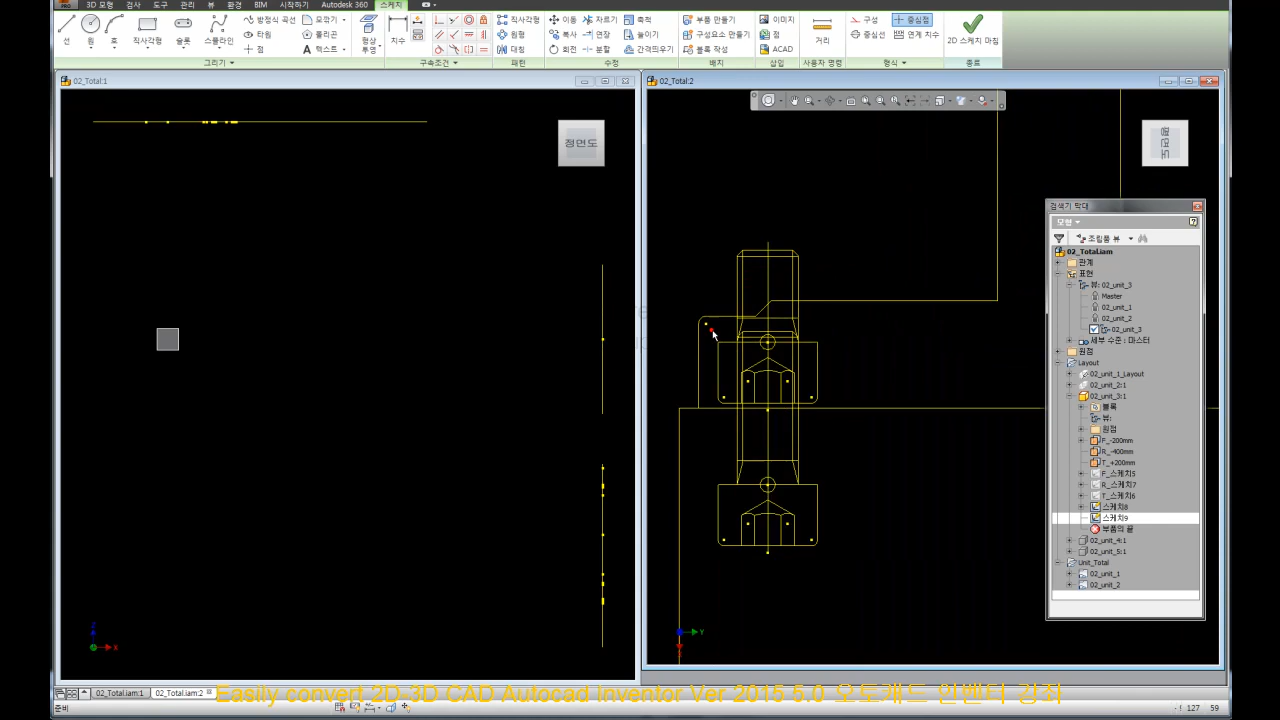 PRO 3D 모형 검사 도구 관리 뷰 환경 BIM 시작하기 Autodesk 360 스케치
선 원 호 직사각형 슬롯 스플라인
방정식 곡선 모깎기
타원 폴리곤
점 텍스트
형상 투영
치수
직사각형 이동 자르기 축척
원형 복사 연장 늘이기
대칭 회전 분할 간격띄우기
부품 만들기
구성요소 만들기
블록 작성
이미지
점
ACAD
거리
구성 중심점
중심선 연계 치수
2D 스케치 마침
그리기 구속조건 패턴 수정 배치 삽입 사용자 명령 형식 종료
02_Total:1
02_Total:2
정면도
평면도
Z
X
Y
검색기 막대
모형
조립품 뷰
02_Total.iam
관계
표현
뷰: 02_unit_3
Master
02_unit_1
02_unit_2
02_unit_3
세부 수준 : 마스터
원점
Layout
02_unit_1_Layout
02_unit_2:1
02_unit_3:1
블록
뷰:
원점
F_-200mm
R_-400mm
T_+200mm
F_스케치5
R_스케치7
T_스케치6
스케치8
스케치9
부품의 끝
02_unit_4:1
02_unit_5:1
Unit_Total
02_unit_1
02_unit_2
02_Total.iam:1 02_Total.iam:2
Easily convert 2D-3D CAD Autocad Inventor Ver 2015 5.0 오토캐드 인벤터 강좌
준비 127 59